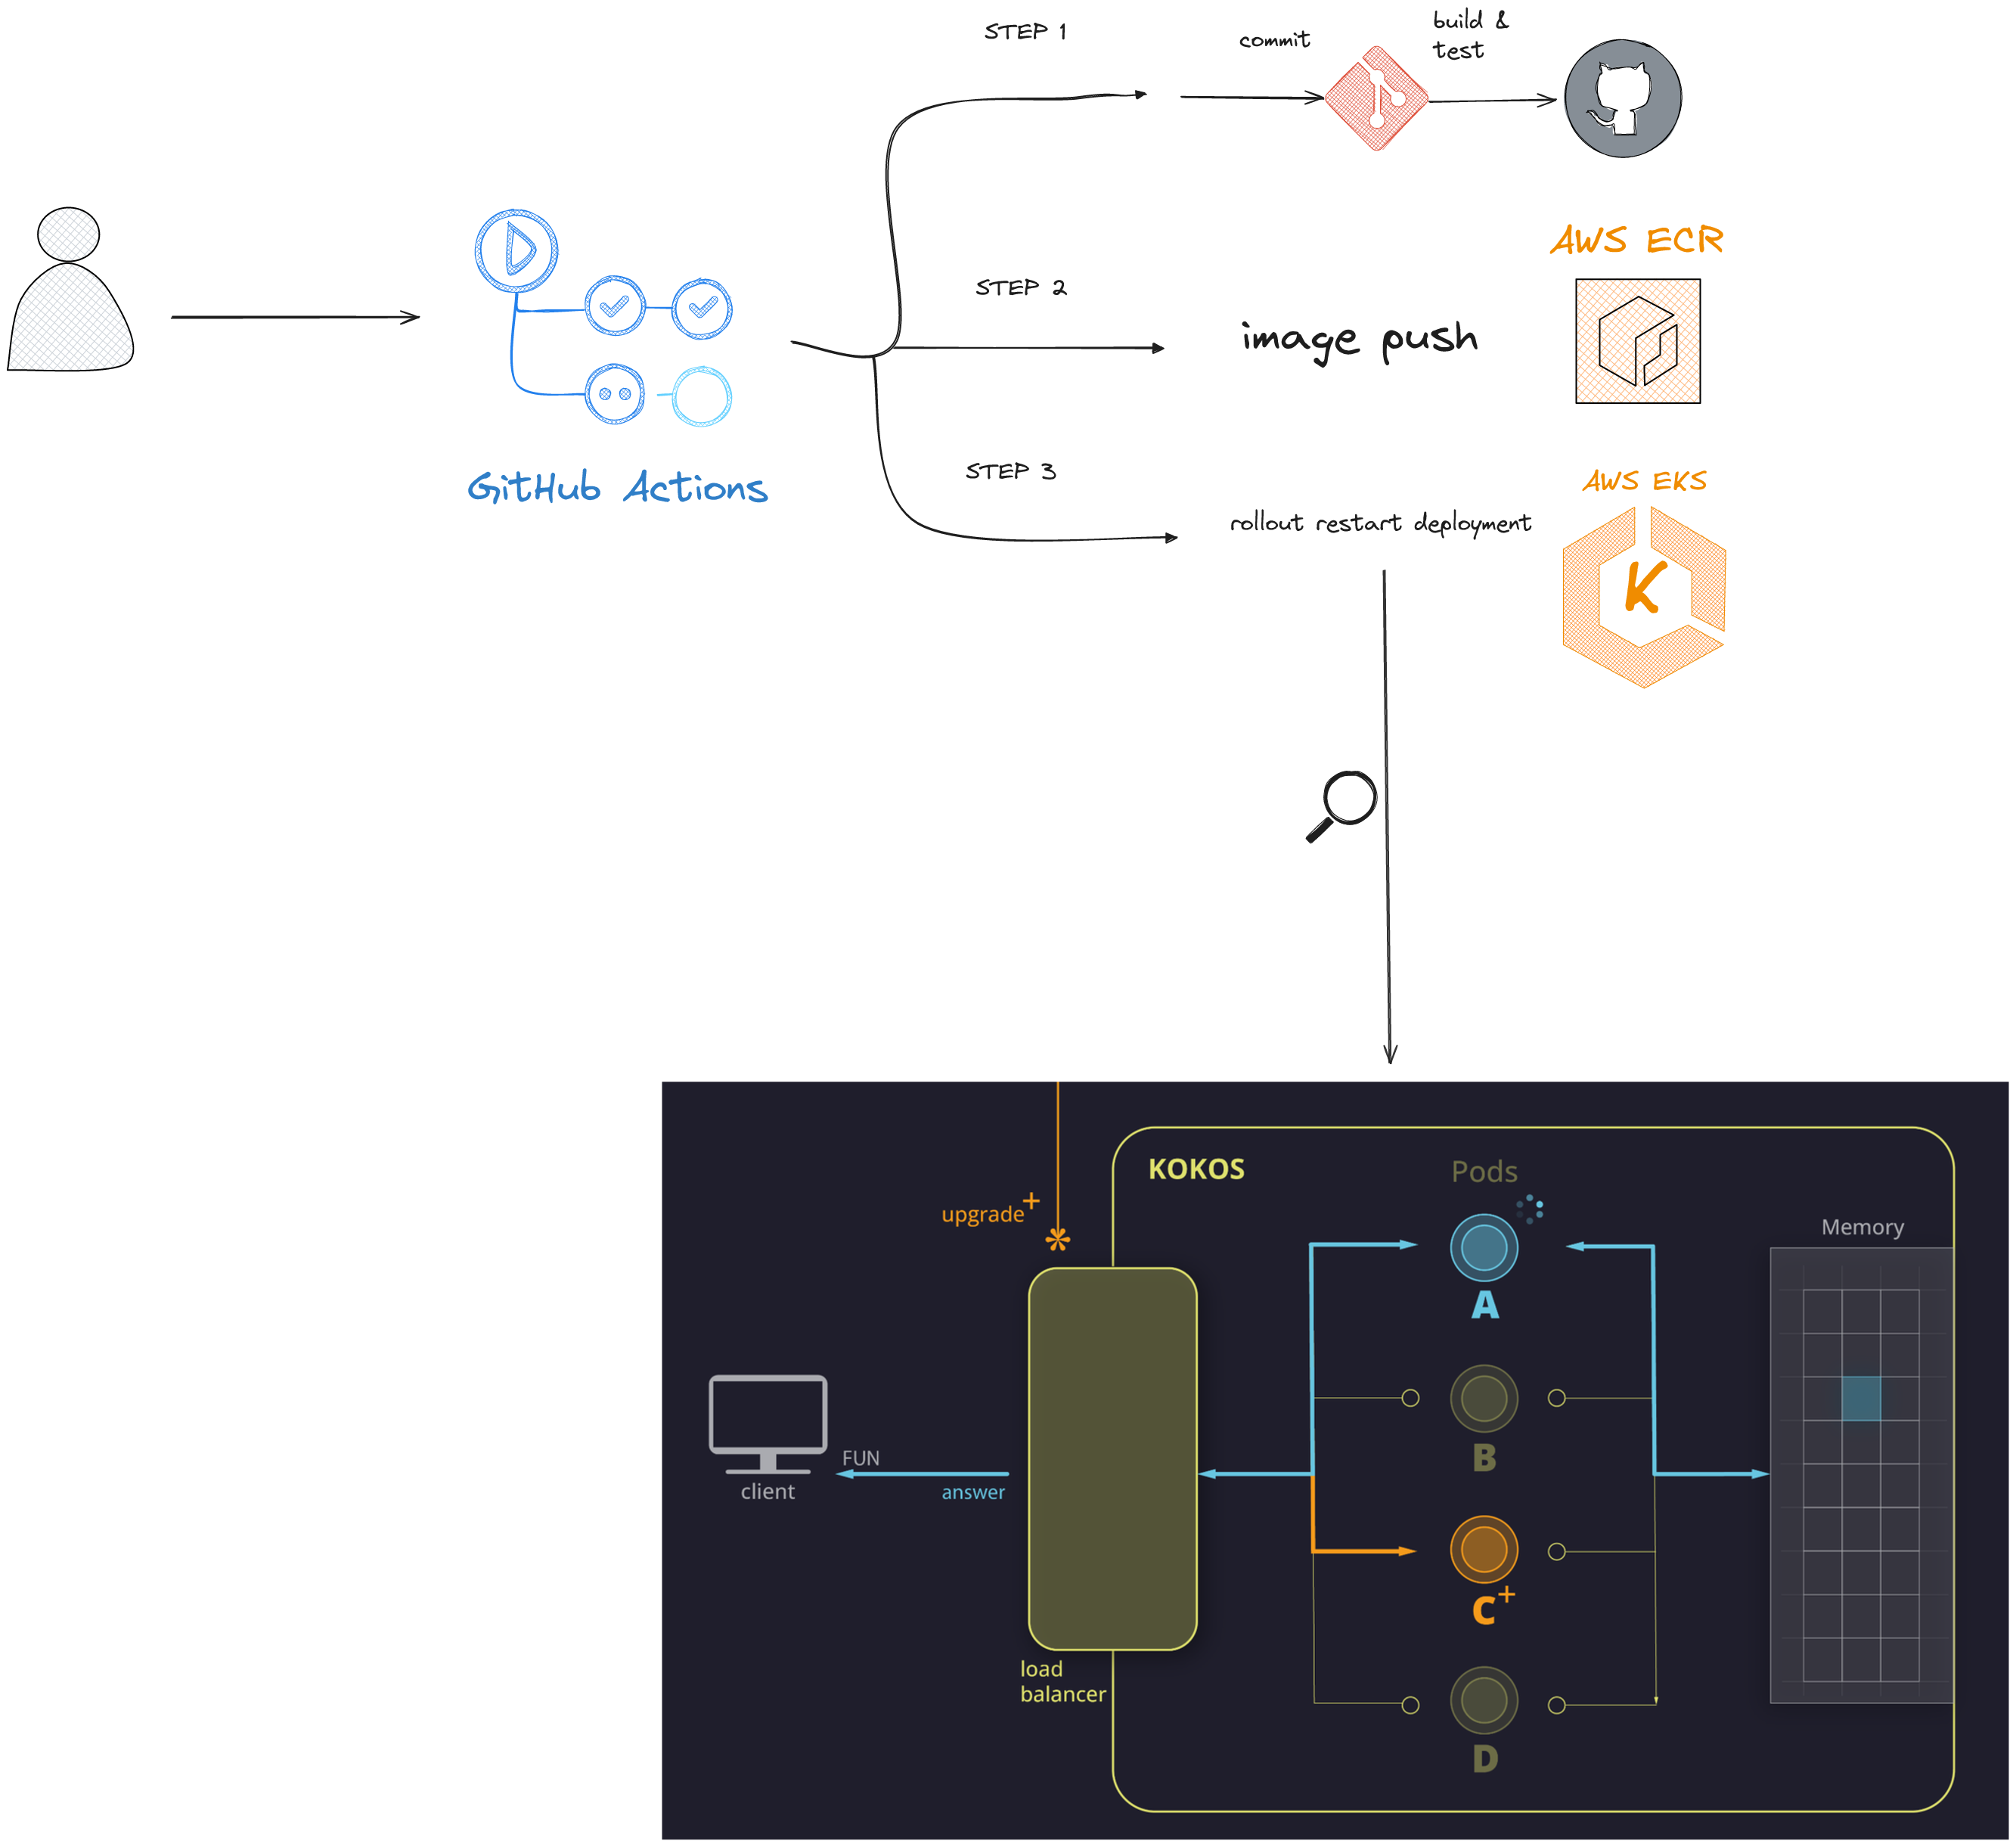 STEP 1
commit
build &
test
AWS ECR
STEP 2
image push
GitHub Actions
STEP 3
AWS EKS
rollout restart deployment
K
KOKOS
Pods
upgrade+
*
Memory
A
B
FUN
client
answer
C+
load
balancer
D